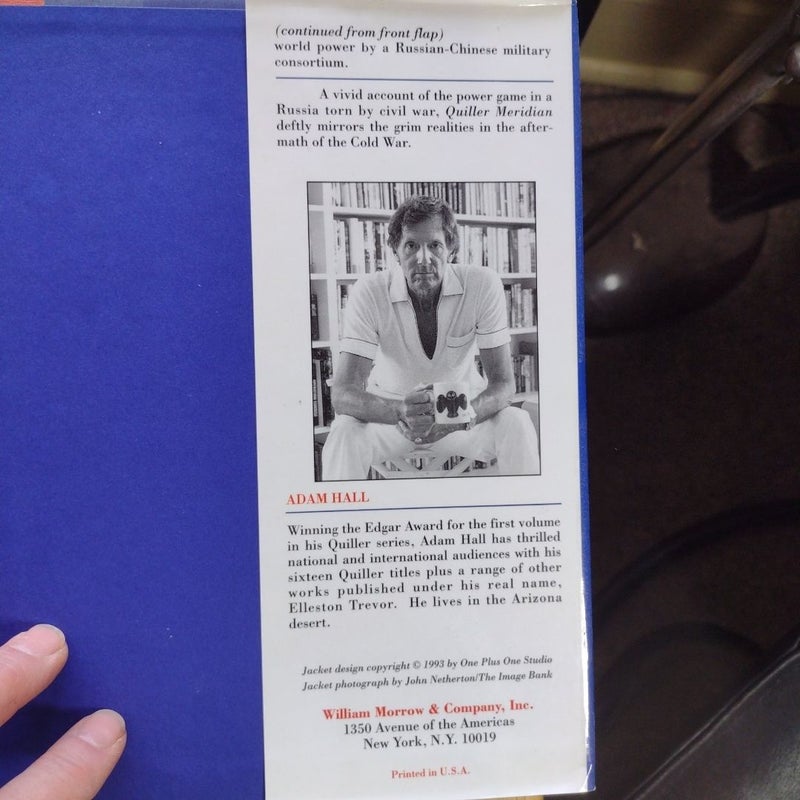 (continued from front flap)
world power by a Russian-Chinese military
consortium.
A vivid account of the power game in a
Russia torn by civil war, Quiller Meridian
deftly mirrors the grim realities in the after-
math of the Cold War.
ADAM HALL
Winning the Edgar Award for the first volume
in his Quiller series, Adam Hall has thrilled
national and international audiences with his
sixteen Quiller titles plus a range of other
works published under his real name,
Elleston Trevor. He lives in the Arizona
desert.
Jacket design copyright © 1993 by One Plus One Studio
Jacket photograph by John Netherton/The Image Bank
William Morrow & Company, Inc.
1350 Avenue of the Americas
New York, N.Y. 10019
Printed in U.S.A.